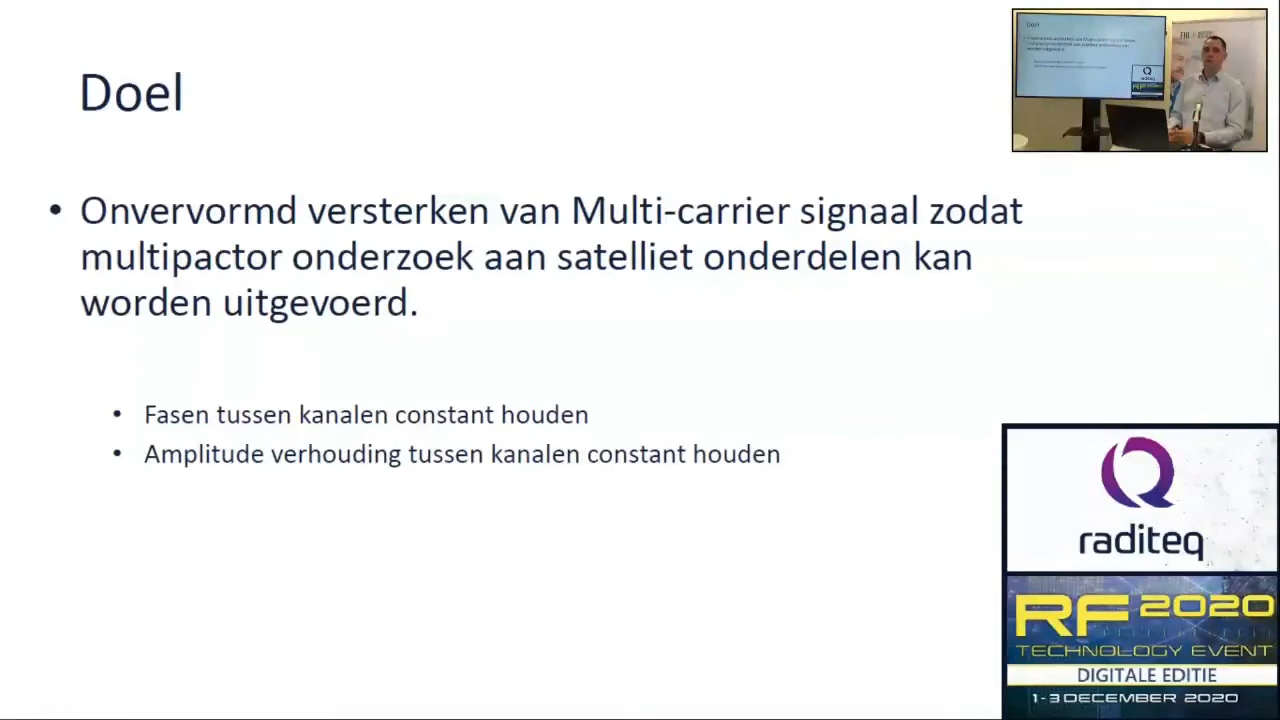 Doel
• Onvervormd versterken van Multi-carrier signaal zodat
multipactor onderzoek aan satelliet onderdelen kan
worden uitgevoerd.
• Fasen tussen kanalen constant houden
• Amplitude verhouding tussen kanalen constant houden
Doel
raditeq
raditeq
RF 2020
TECHNOLOGY EVENT
DIGITALE EDITIE
1-3 DECEMBER 2020